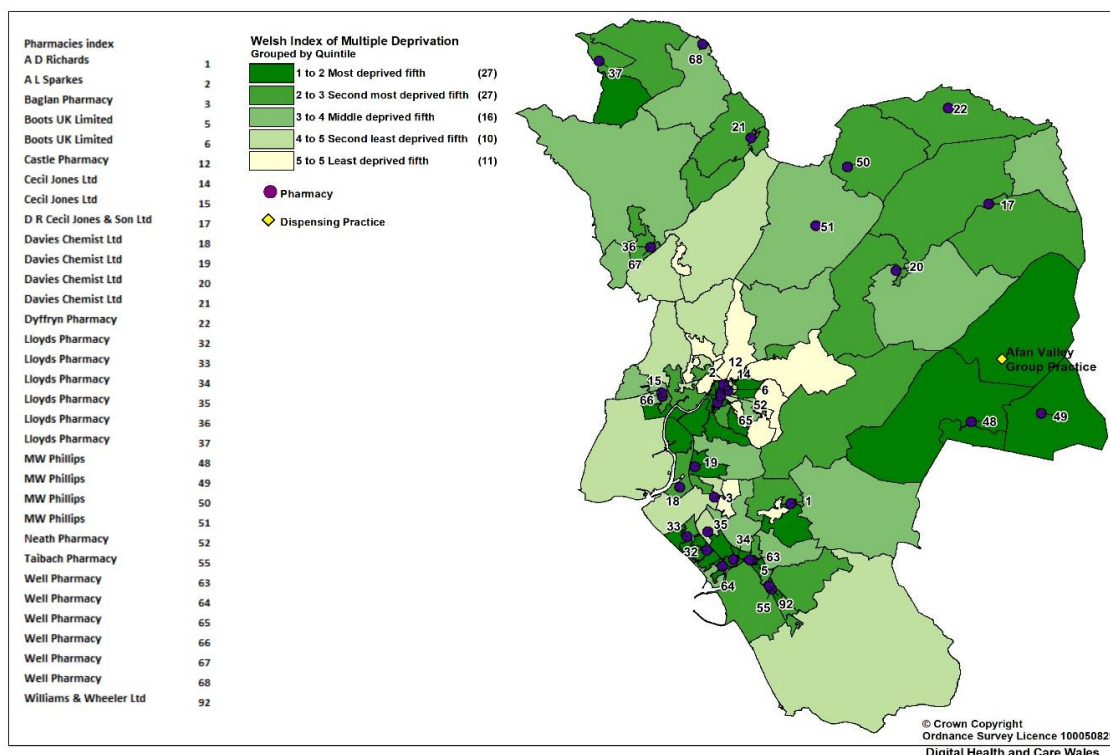 Pharmacies index
A D Richards 1
A L Sparkes 2
Baglan Pharmacy 3
Boots UK Limited 5
Boots UK Limited 6
Castle Pharmacy 12
Cecil Jones Ltd 14
Cecil Jones Ltd 15
D R Cecil Jones & Son Ltd 17
Davies Chemist Ltd 18
Davies Chemist Ltd 19
Davies Chemist Ltd 20
Davies Chemist Ltd 21
Dyffryn Pharmacy 22
Lloyds Pharmacy 32
Lloyds Pharmacy 33
Lloyds Pharmacy 34
Lloyds Pharmacy 35
Lloyds Pharmacy 36
Lloyds Pharmacy 37
MW Phillips 48
MW Phillips 49
MW Phillips 50
MW Phillips 51
Neath Pharmacy 52
Taibach Pharmacy 55
Well Pharmacy 63
Well Pharmacy 64
Well Pharmacy 65
Well Pharmacy 66
Well Pharmacy 67
Well Pharmacy 68
Williams & Wheeler Ltd 92
Welsh Index of Multiple Deprivation
Grouped by Quintile
1 to 2 Most deprived fifth (27)
2 to 3 Second most deprived fifth (27)
3 to 4 Middle deprived fifth (16)
4 to 5 Second least deprived fifth (10)
5 to 5 Least deprived fifth (11)
Pharmacy
Dispensing Practice
68
37
22
21
50
17
51
36
67
20
Afan Valley
Group Practice
12
2
14
15
6
66
52
65
48
49
19
18
3
1
33
35
34
32
63
5
64
55
92
© Crown Copyright
Ordnance Survey Licence 10005082
Digital Health and Care Wales